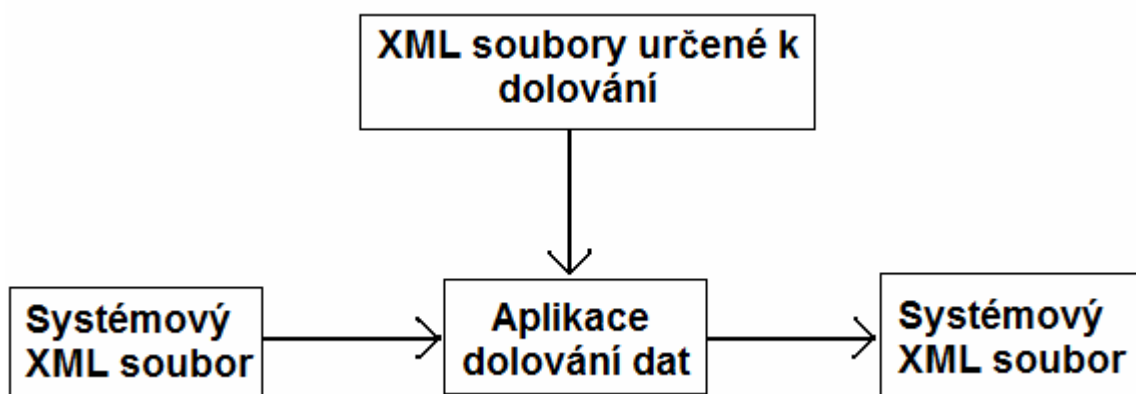 XML soubory určené k
dolování
Systémový
XML soubor
Aplikace
dolování dat
Systémový
XML soubor